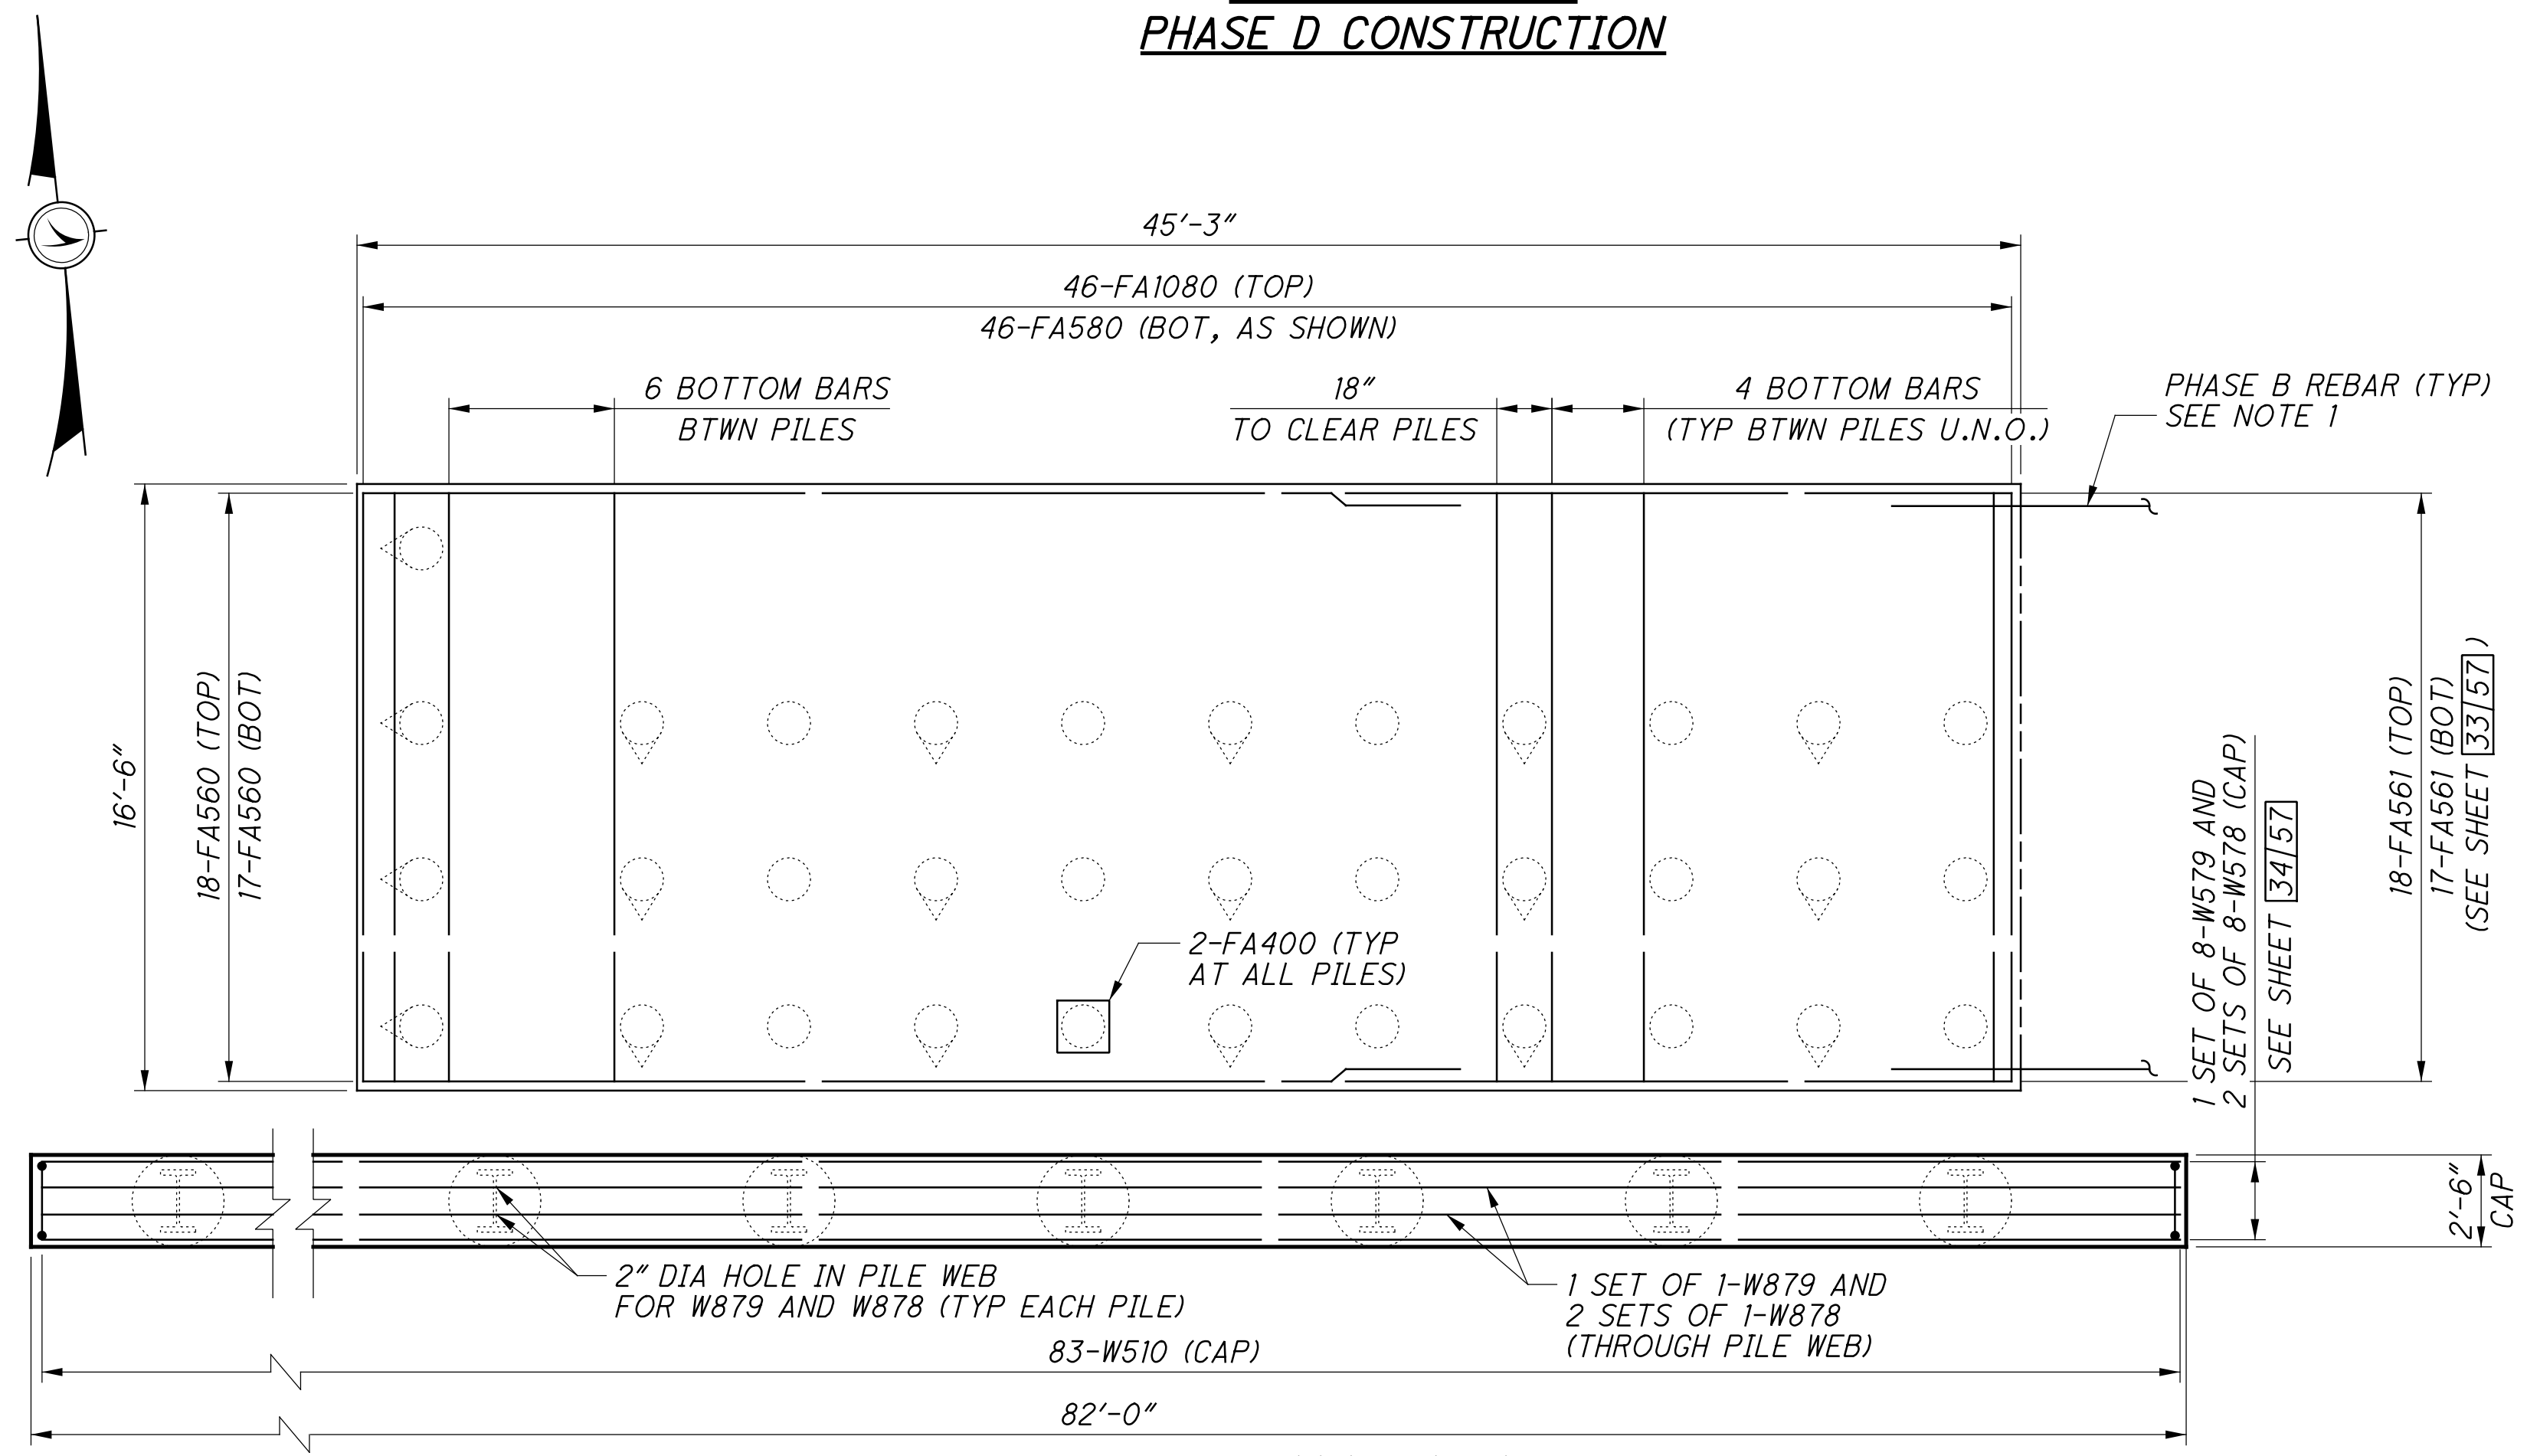 PHASE D CONSTRUCTION
45'-3"
46-FA1080 (TOP)
46-FA580 (BOT, AS SHOWN)
6 BOTTOM BARS
BTWN PILES
18"
TO CLEAR PILES
4 BOTTOM BARS
(TYP BTWN PILES U.N.O.)
PHASE B REBAR (TYP)
SEE NOTE 1
16'-6"
18-FA560 (TOP)
17-FA560 (BOT)
2-FA400 (TYP
AT ALL PILES)
1 SET OF 8-W579 AND
2 SETS OF 8-W578 (CAP)
SEE SHEET 34|57
18-FA561 (TOP)
17-FA561 (BOT)
(SEE SHEET 33|57)
2'-6"
CAP
2" DIA HOLE IN PILE WEB
FOR W879 AND W878 (TYP EACH PILE)
1 SET OF 1-W879 AND
2 SETS OF 1-W878
(THROUGH PILE WEB)
83-W510 (CAP)
82'-0"